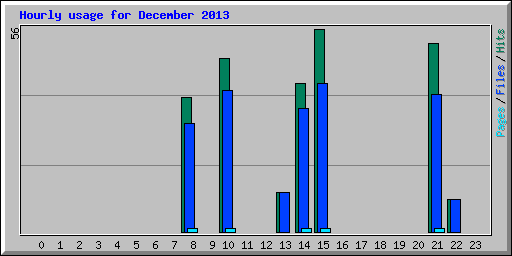 Hourly usage for December 2013
56
Pages/Files/Hits
0 1 2 3 4 5 6 7 8 9 10 11 12 13 14 15 16 17 18 19 20 21 22 23